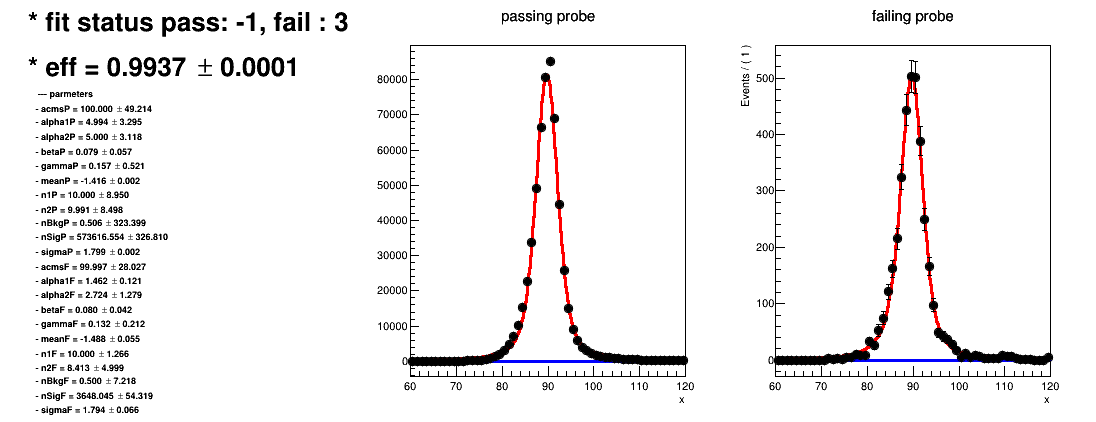 * fit status pass: -1, fail : 3
* eff = 0.9937 ± 0.0001
--- parmeters
- acmsP = 100.000 ± 49.214
- alpha1P = 4.994 ± 3.295
- alpha2P = 5.000 ± 3.118
- betaP = 0.079 ± 0.057
- gammaP = 0.157 ± 0.521
- meanP = -1.416 ± 0.002
- n1P = 10.000 ± 8.950
- n2P = 9.991 ± 8.498
- nBkgP = 0.506 ± 323.399
- nSigP = 573616.554 ± 326.810
- sigmaP = 1.799 ± 0.002
- acmsF = 99.997 ± 28.027
- alpha1F = 1.462 ± 0.121
- alpha2F = 2.724 ± 1.279
- betaF = 0.080 ± 0.042
- gammaF = 0.132 ± 0.212
- meanF = -1.488 ± 0.055
- n1F = 10.000 ± 1.266
- n2F = 8.413 ± 4.999
- nBkgF = 0.500 ± 7.218
- nSigF = 3648.045 ± 54.319
- sigmaF = 1.794 ± 0.066
passing probe
80000
70000
60000
50000
40000
30000
20000
10000
0
60 70 80 90 100 110 120
x
failing probe
Events / ( 1 )
500
400
300
200
100
0
60 70 80 90 100 110 120
x